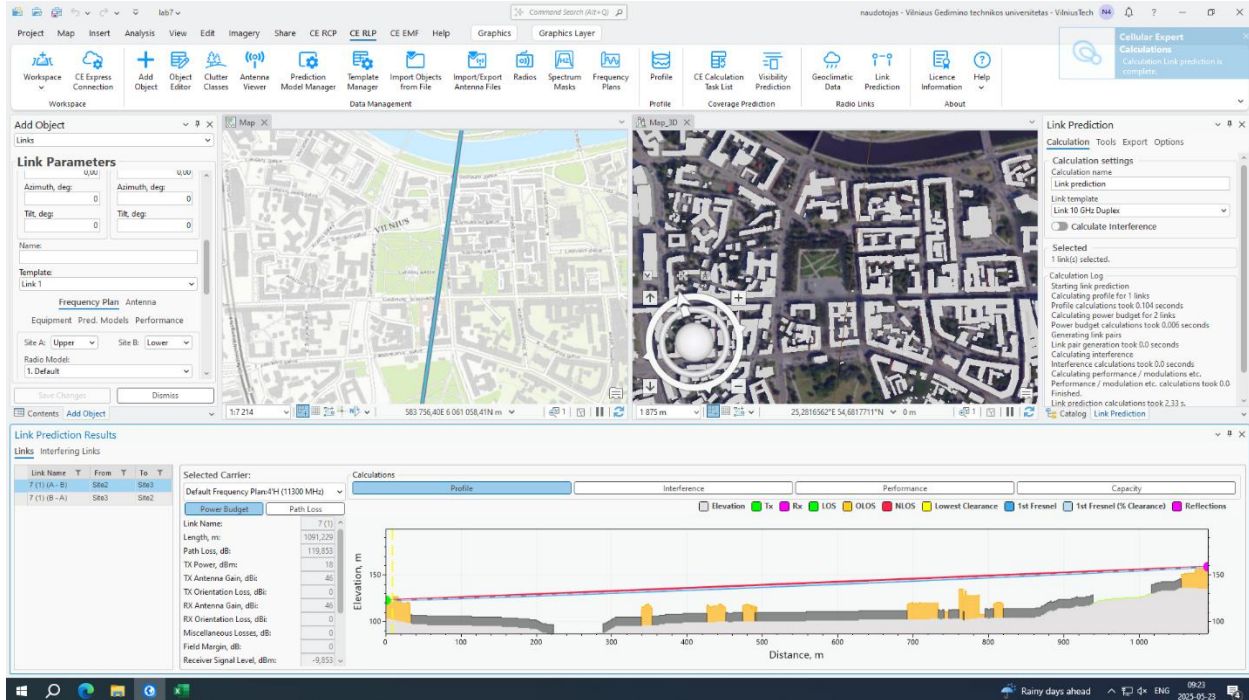 lab7
Command Search (Alt+Q)
naudotojas - Vilniaus Gedimino technikos universitetas - VilniusTech
Project Map Insert Analysis View Edit Imagery Share CE RCP CE RLP CE EMF Help Graphics Graphics Layer
Cellular Expert
Calculations
Calculation Link prediction is
complete.
Workspace
CE Express
Connection
Add
Object
Object
Editor
Clutter
Classes
Antenna
Viewer
Prediction
Model Manager
Template
Manager
Import Objects
from File
Import/Export
Antenna Files
Radios
Spectrum
Masks
Frequency
Plans
Profile
CE Calculation
Task List
Visibility
Prediction
Geoclimatic
Data
Link
Prediction
Licence
Information
Help
Workspace Data Management Profile Coverage Prediction Radio Links About
Add Object
Links
Link Parameters
0,00 0,00
Azimuth, deg: Azimuth, deg:
0 0
Tilt, deg: Tilt, deg:
0 0
Name:
Template:
Link 1
Frequency Plan Antenna
Equipment Pred. Models Performance
Site A: Upper Site B: Lower
Radio Model:
1. Default
Save Changes Dismiss
Contents Add Object
Map
VILNIUS
1:7 214
583 756,40E 6 061 058,41N m
1
Map_3D
1 875 m
25,2816562°E 54,6817711°N 0 m
1
Link Prediction
Calculation Tools Export Options
Calculation settings
Calculation name
Link prediction
Link template
Link 10 GHz Duplex
Calculate Interference
Selected
1 link(s) selected.
Calculation Log
Starting link prediction
Calculating profile for 1 links
Profile calculations took 0.104 seconds
Calculating power budget for 2 links
Power budget calculations took 0.006 seconds
Generating link pairs
Link pair generation took 0.0 seconds
Calculating interference
Interference calculations took 0.0 seconds
Calculating performance / modulations etc.
Performance / modulation etc. calculations took 0.0
Finished.
Link prediction calculations took 2,33 s.
Catalog Link Prediction
Link Prediction Results
Links Interfering Links
Link Name From To
7 (1) (A - B) Site2 Site3
7 (1) (B - A) Site3 Site2
Selected Carrier:
Default Frequency Plan:4'H (11300 MHz)
Power Budget Path Loss
Link Name: 7 (1)
Length, m: 1091,229
Path Loss, dB: 119,853
TX Power, dBm: 18
TX Antenna Gain, dBi: 46
TX Orientation Loss, dB: 0
RX Antenna Gain, dBi: 46
RX Orientation Loss, dB: 0
Miscellaneous Losses, dB: 0
Field Margin, dB: 0
Receiver Signal Level, dBm: -9,853
Calculations
Profile Interference Performance Capacity
Elevation Tx Rx LOS OLOS NLOS Lowest Clearance 1st Fresnel 1st Fresnel (% Clearance) Reflections
Elevation, m
150 150
100 100
0 100 200 300 400 500 600 700 800 900 1 000
Distance, m
Rainy days ahead ENG 09:23
2025-05-23